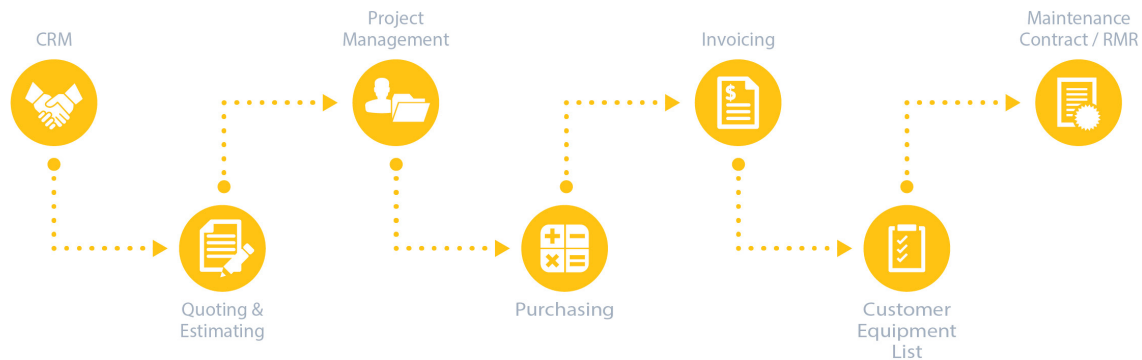 CRM
Quoting &
Estimating
Project
Management
Purchasing
Invoicing
$
Customer
Equipment
List
Maintenance
Contract / RMR